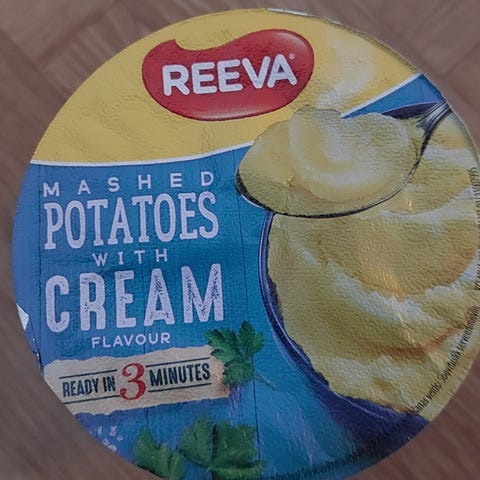 REEVA
MASHED
POTATOES
WITH
CREAM
FLAVOUR
READY IN 3 MINUTES